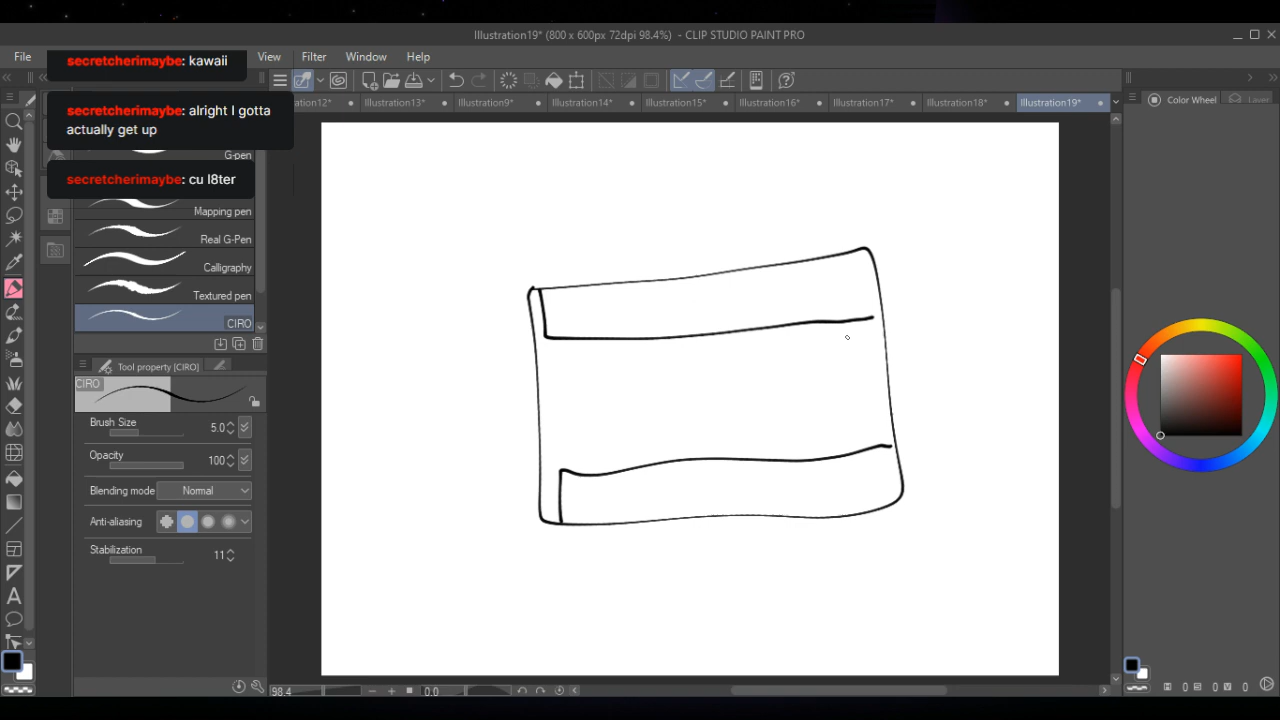 Illustration19* (800 x 600px 72dpi 98.4%) - CLIP STUDIO PAINT PRO
File
View
Filter
Window
Help
secretcherimaybe: kawaii
secretcherimaybe: alright I gotta
actually get up
secretcherimaybe: cu l8ter
ation12*
Illustration13*
Illustration9*
Illustration14*
Illustration15*
Illustration16*
Illustration17*
Illustration18*
Illustration19*
Color Wheel
Layer
G-pen
Mapping pen
Real G-Pen
Calligraphy
Textured pen
CIRO
Tool property [CIRO]
CIRO
Brush Size
5.0
Opacity
100
Blending mode
Normal
Anti-aliasing
Stabilization
11
98.4
0.0
H 0 S 0 V 0